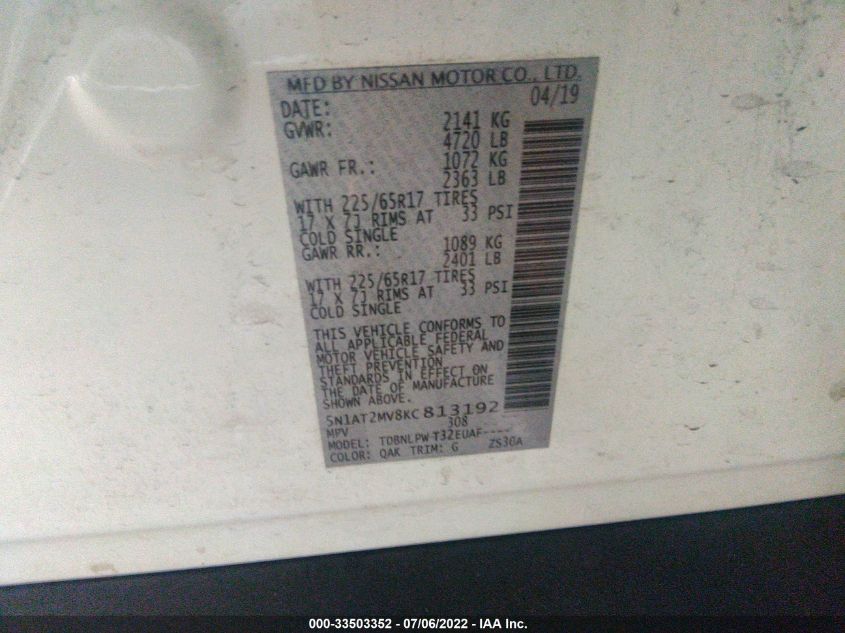 MFD BY NISSAN MOTOR CO., LTD.
DATE: 04/19
GVWR: 2141 KG
4720 LB
GAWR FR.: 1072 KG
2363 LB
WITH 225/65R17 TIRES
17 X 7J RIMS AT 33 PSI
COLD SINGLE
GAWR RR.: 1089 KG
2401 LB
WITH 225/65R17 TIRES
17 X 7J RIMS AT 33 PSI
COLD SINGLE
THIS VEHICLE CONFORMS TO
ALL APPLICABLE FEDERAL
MOTOR VEHICLE SAFETY AND
THEFT PREVENTION
STANDARDS IN EFFECT ON
THE DATE OF MANUFACTURE
SHOWN ABOVE.
5N1AT2MV8KC813192
MPV 308
MODEL: TDBNLPW-T32EUAF----
COLOR: QAK TRIM: G ZS30A
000-33503352 - 07/06/2022 - IAA Inc.